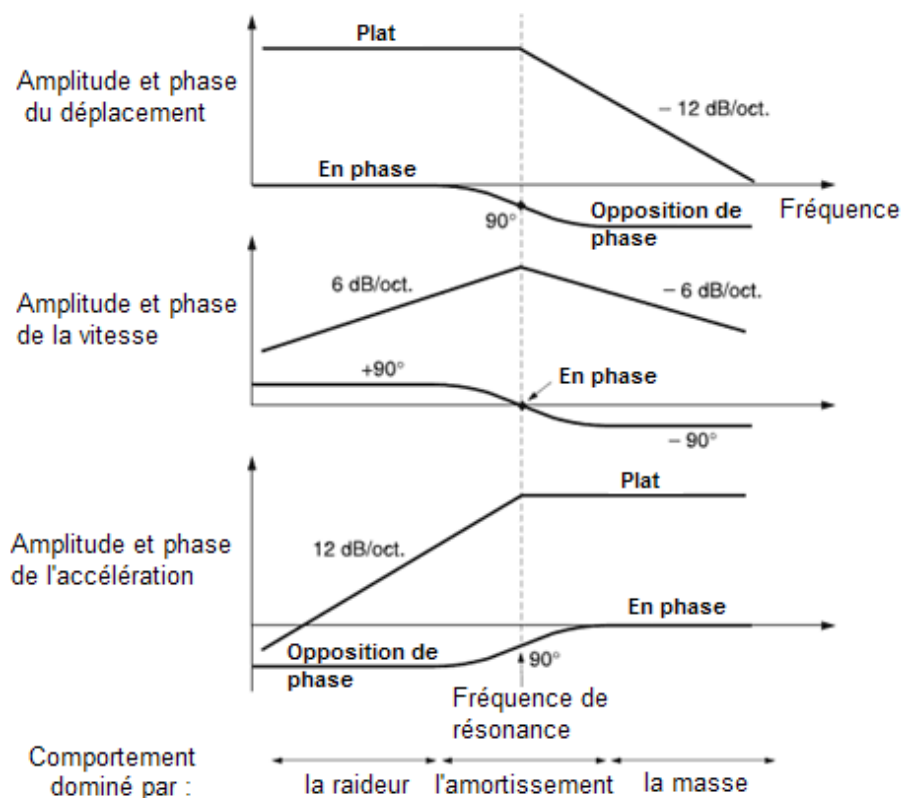 Plat
Amplitude et phase
du déplacement
– 12 dB/oct.
En phase
90°
Opposition de
phase
Fréquence
6 dB/oct.
– 6 dB/oct.
Amplitude et phase
de la vitesse
+90°
En phase
– 90°
Plat
Amplitude et phase
de l'accélération
12 dB/oct.
En phase
Opposition de
phase
90°
Fréquence de
résonance
Comportement
dominé par :
la raideur
l'amortissement
la masse